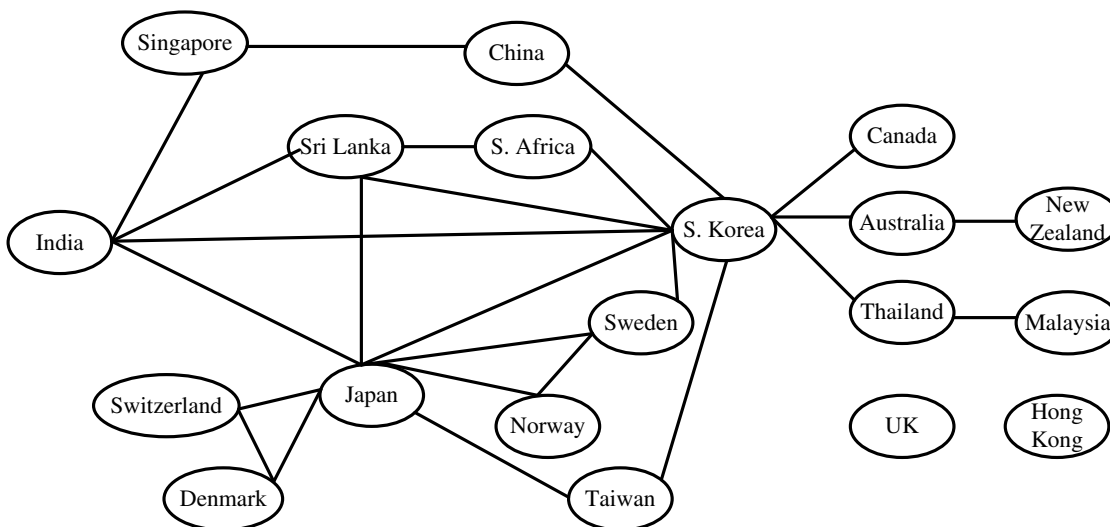 Singapore
China
Sri Lanka
S. Africa
Canada
India
S. Korea
Australia
New
Zealand
Sweden
Thailand
Malaysia
Switzerland
Japan
Norway
UK
Hong
Kong
Denmark
Taiwan